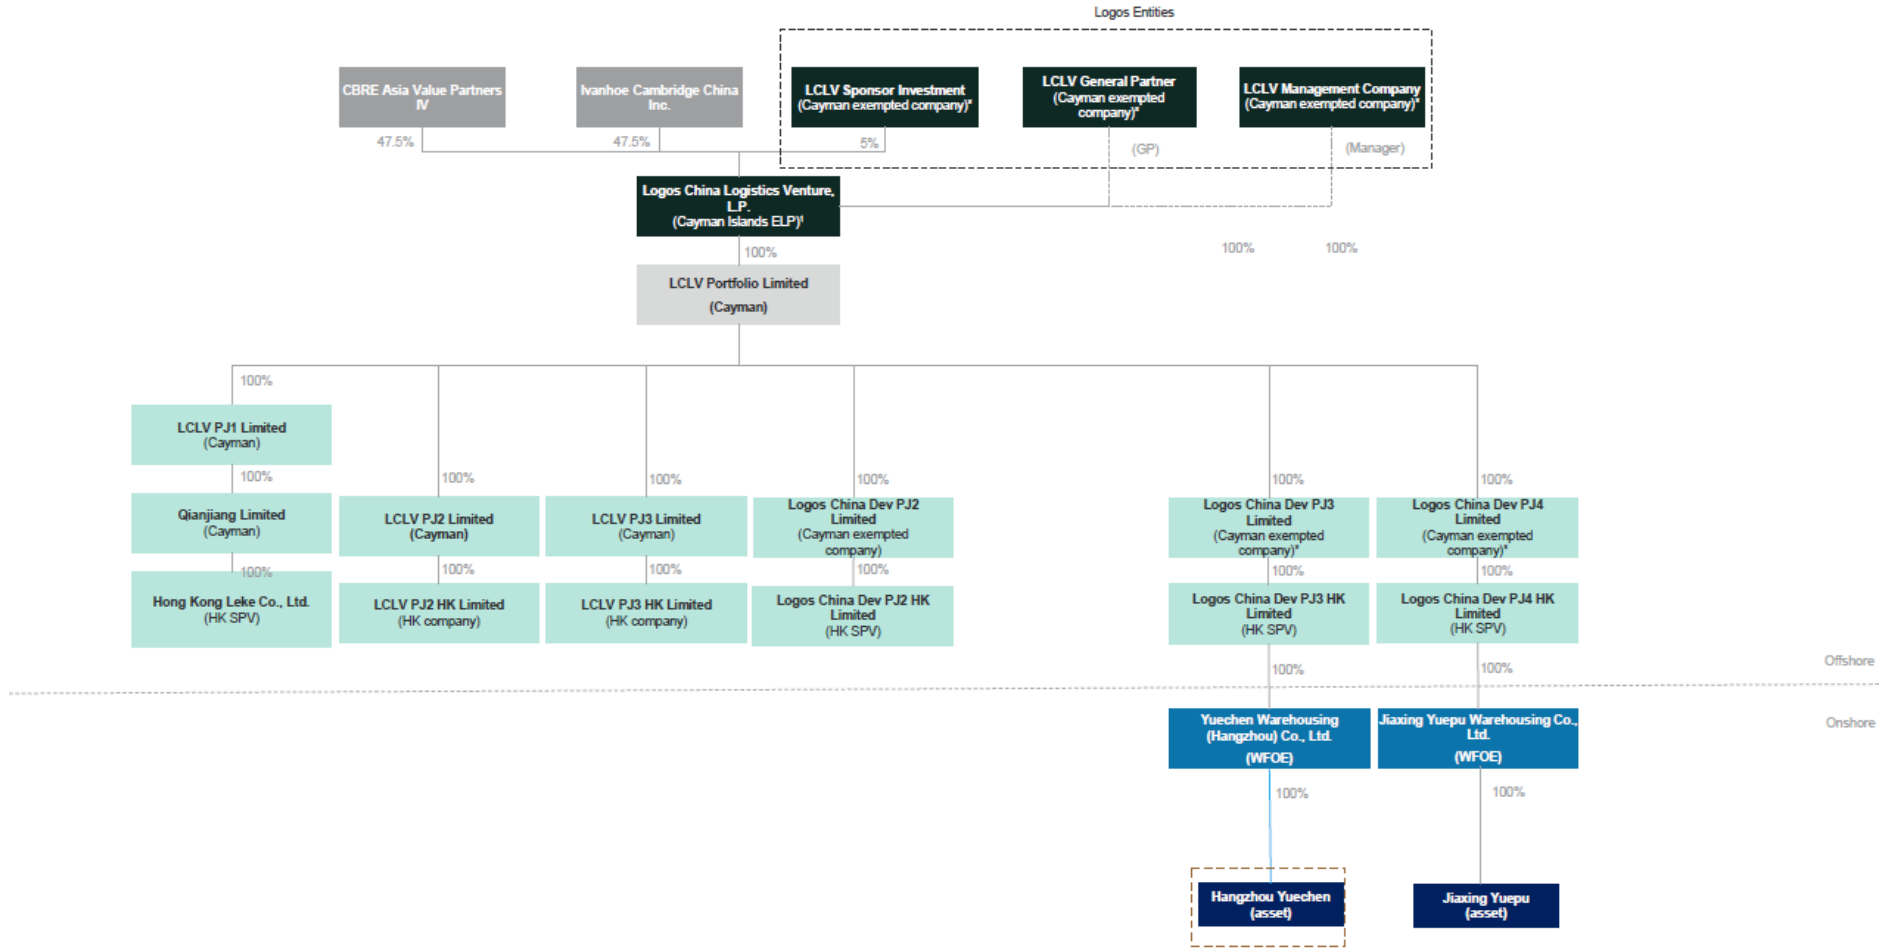 Logos Entities
CBRE Asia Value Partners
IV
Ivanhoe Cambridge China
Inc.
LCLV Sponsor Investment
(Cayman exempted company)*
LCLV General Partner
(Cayman exempted
company)*
LCLV Management Company
(Cayman exempted company)*
47.5%
47.5%
5%
(GP)
(Manager)
Logos China Logistics Venture,
L.P.
(Cayman Islands ELP)¹
100%
100%
100%
LCLV Portfolio Limited
(Cayman)
100%
LCLV PJ1 Limited
(Cayman)
100%
100%
100%
100%
100%
100%
Qianjiang Limited
(Cayman)
LCLV PJ2 Limited
(Cayman)
LCLV PJ3 Limited
(Cayman)
Logos China Dev PJ2
Limited
(Cayman exempted
company)
Logos China Dev PJ3
Limited
(Cayman exempted
company)*
Logos China Dev PJ4
Limited
(Cayman exempted
company)*
100%
100%
100%
100%
100%
100%
Hong Kong Leke Co., Ltd.
(HK SPV)
LCLV PJ2 HK Limited
(HK company)
LCLV PJ3 HK Limited
(HK company)
Logos China Dev PJ2 HK
Limited
(HK SPV)
Logos China Dev PJ3 HK
Limited
(HK SPV)
Logos China Dev PJ4 HK
Limited
(HK SPV)
100%
100%
Offshore
Onshore
Yuechen Warehousing
(Hangzhou) Co., Ltd.
(WFOE)
Jiaxing Yuepu Warehousing Co.,
Ltd.
(WFOE)
100%
100%
Hangzhou Yuechen
(asset)
Jiaxing Yuepu
(asset)